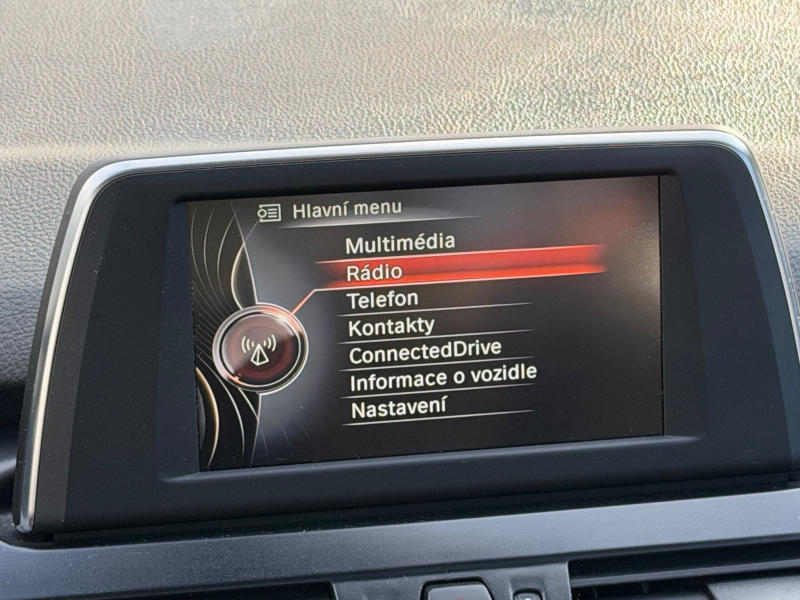 Hlavní menu
Multimédia
Rádio
Telefon
Kontakty
ConnectedDrive
Informace o vozidle
Nastavení